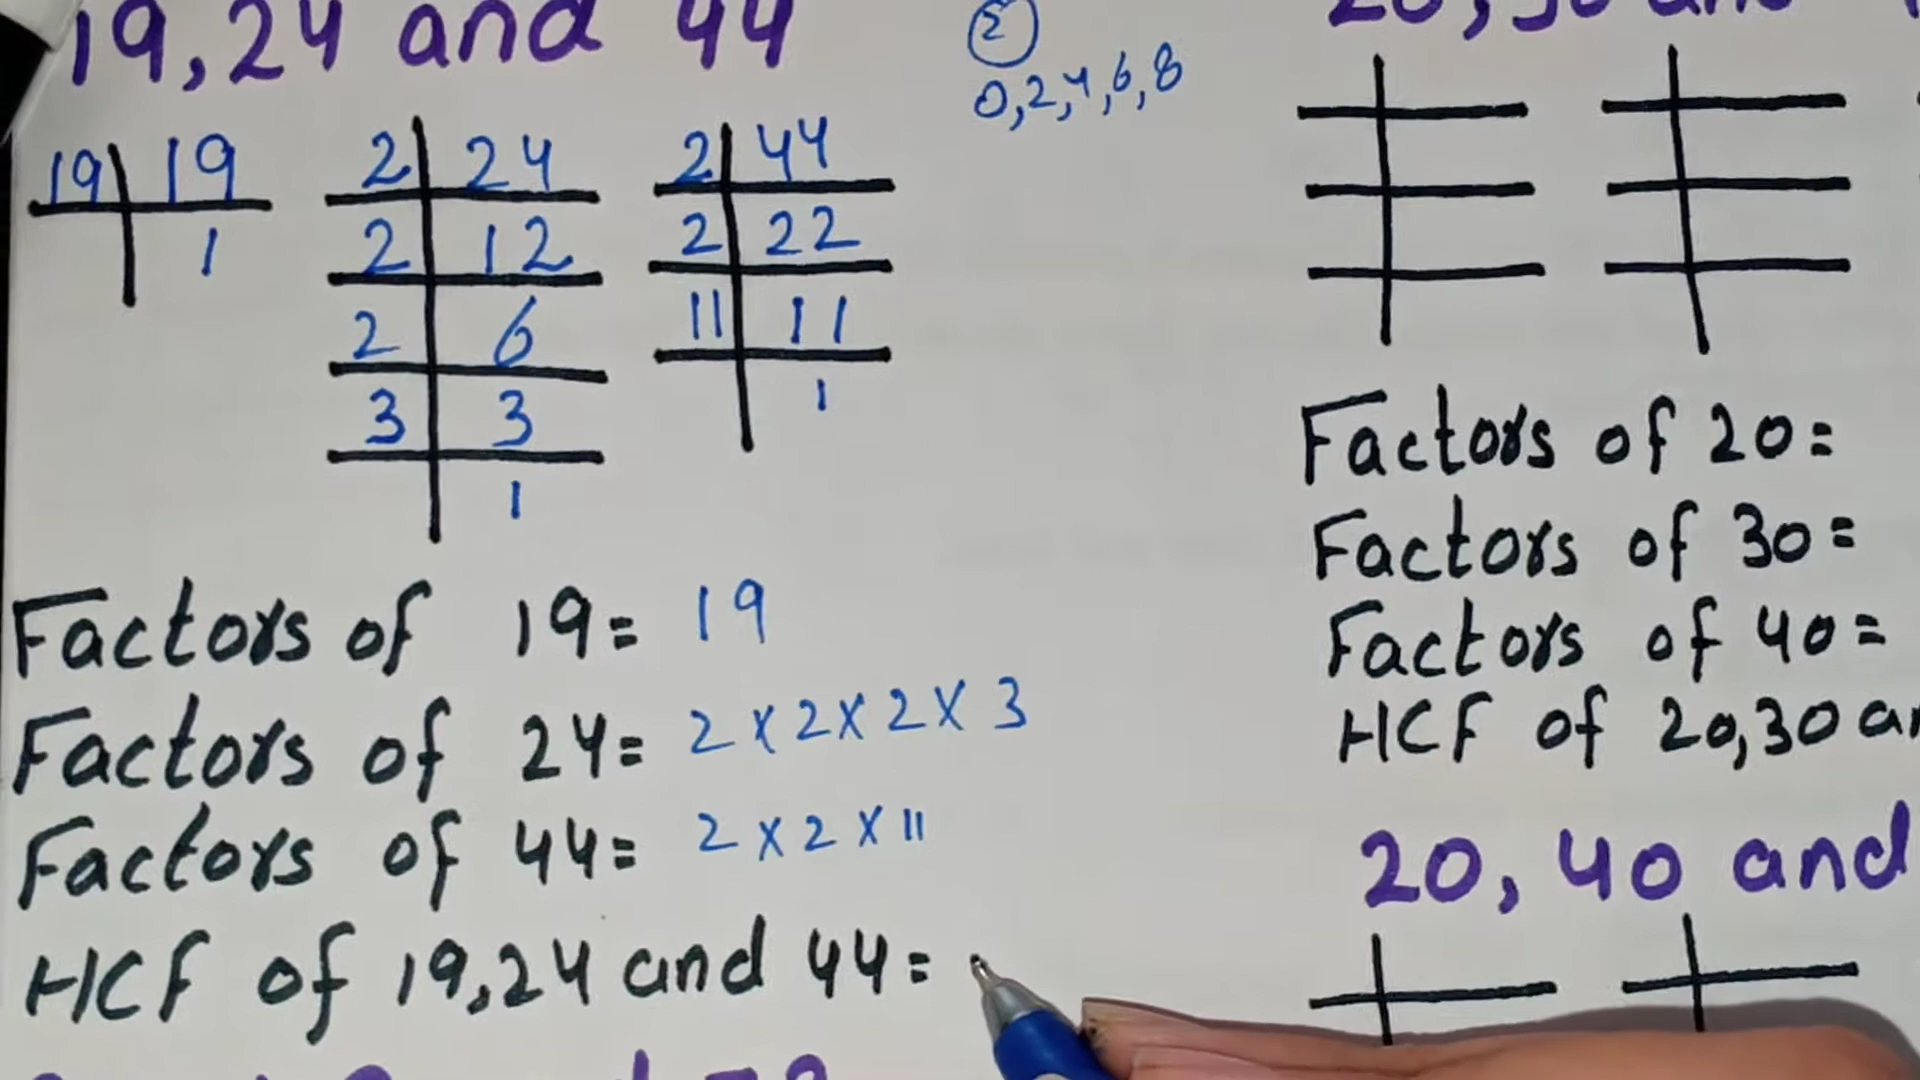 19,24 and 44
2
0,2,4,6,8
19 19
1
2 24
2 12
2 6
3 3
1
2 44
2 22
11 11
1
Factors of 19= 19
Factors of 24= 2 x 2 x 2 x 3
Factors of 44= 2 x 2 x 11
HCF of 19,24 and 44=
Factors of 20=
Factors of 30=
Factors of 40=
HCF of 20,30
20, 40 and